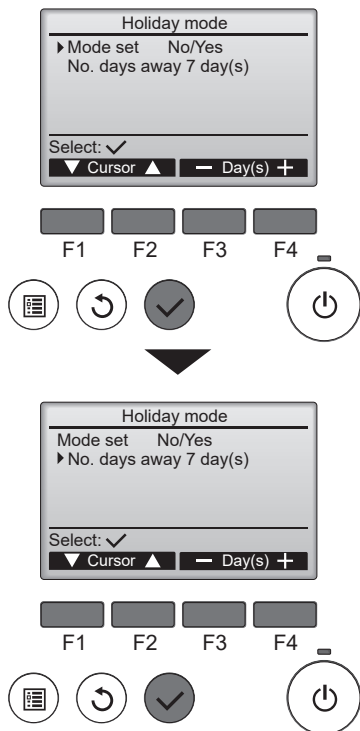 Holiday mode
Mode set No/Yes
No. days away 7 day(s)
Select:
Cursor − Day(s) +
F1 F2 F3 F4
Holiday mode
Mode set No/Yes
No. days away 7 day(s)
Select:
Cursor − Day(s) +
F1 F2 F3 F4